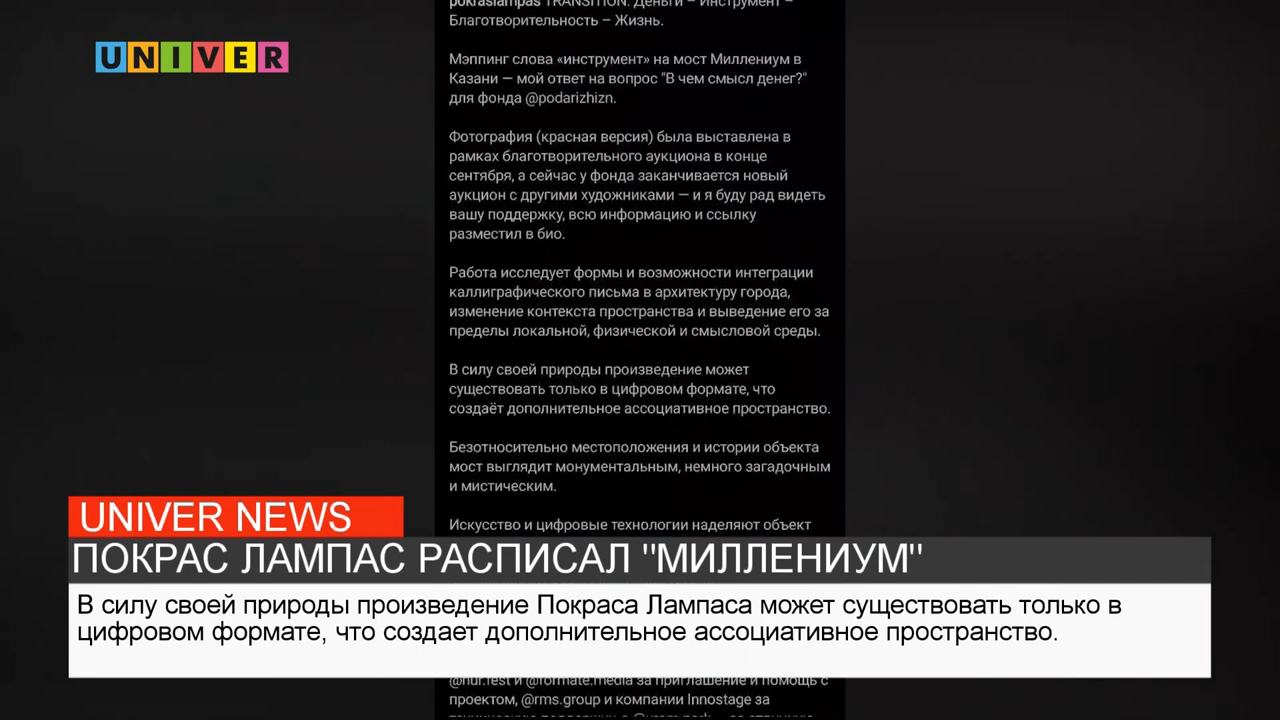 pokraslampas TRANSITION. Деньги – Инструмент –
Благотворительность – Жизнь.
UNIVER
Мэппинг слова «инструмент» на мост Миллениум в
Казани — мой ответ на вопрос "В чем смысл денег?"
для фонда @podarizhizn.
Фотография (красная версия) была выставлена в
рамках благотворительного аукциона в конце
сентября, а сейчас у фонда заканчивается новый
аукцион с другими художниками — и я буду рад видеть
вашу поддержку, всю информацию и ссылку
разместил в био.
Работа исследует формы и возможности интеграции
каллиграфического письма в архитектуру города,
изменение контекста пространства и выведение его за
пределы локальной, физической и смысловой среды.
В силу своей природы произведение может
существовать только в цифровом формате, что
создаёт дополнительное ассоциативное пространство.
Безотносительно местоположения и истории объекта
мост выглядит монументальным, немного загадочным
и мистическим.
Искусство и цифровые технологии наделяют объект
UNIVER NEWS
ПОКРАС ЛАМПАС РАСПИСАЛ "МИЛЛЕНИУМ"
В силу своей природы произведение Покраса Лампаса может существовать только в
цифровом формате, что создает дополнительное ассоциативное пространство.
@nur.fest и @formate.media за приглашение и помощь с
проектом, @rms.group и компании Innostage за